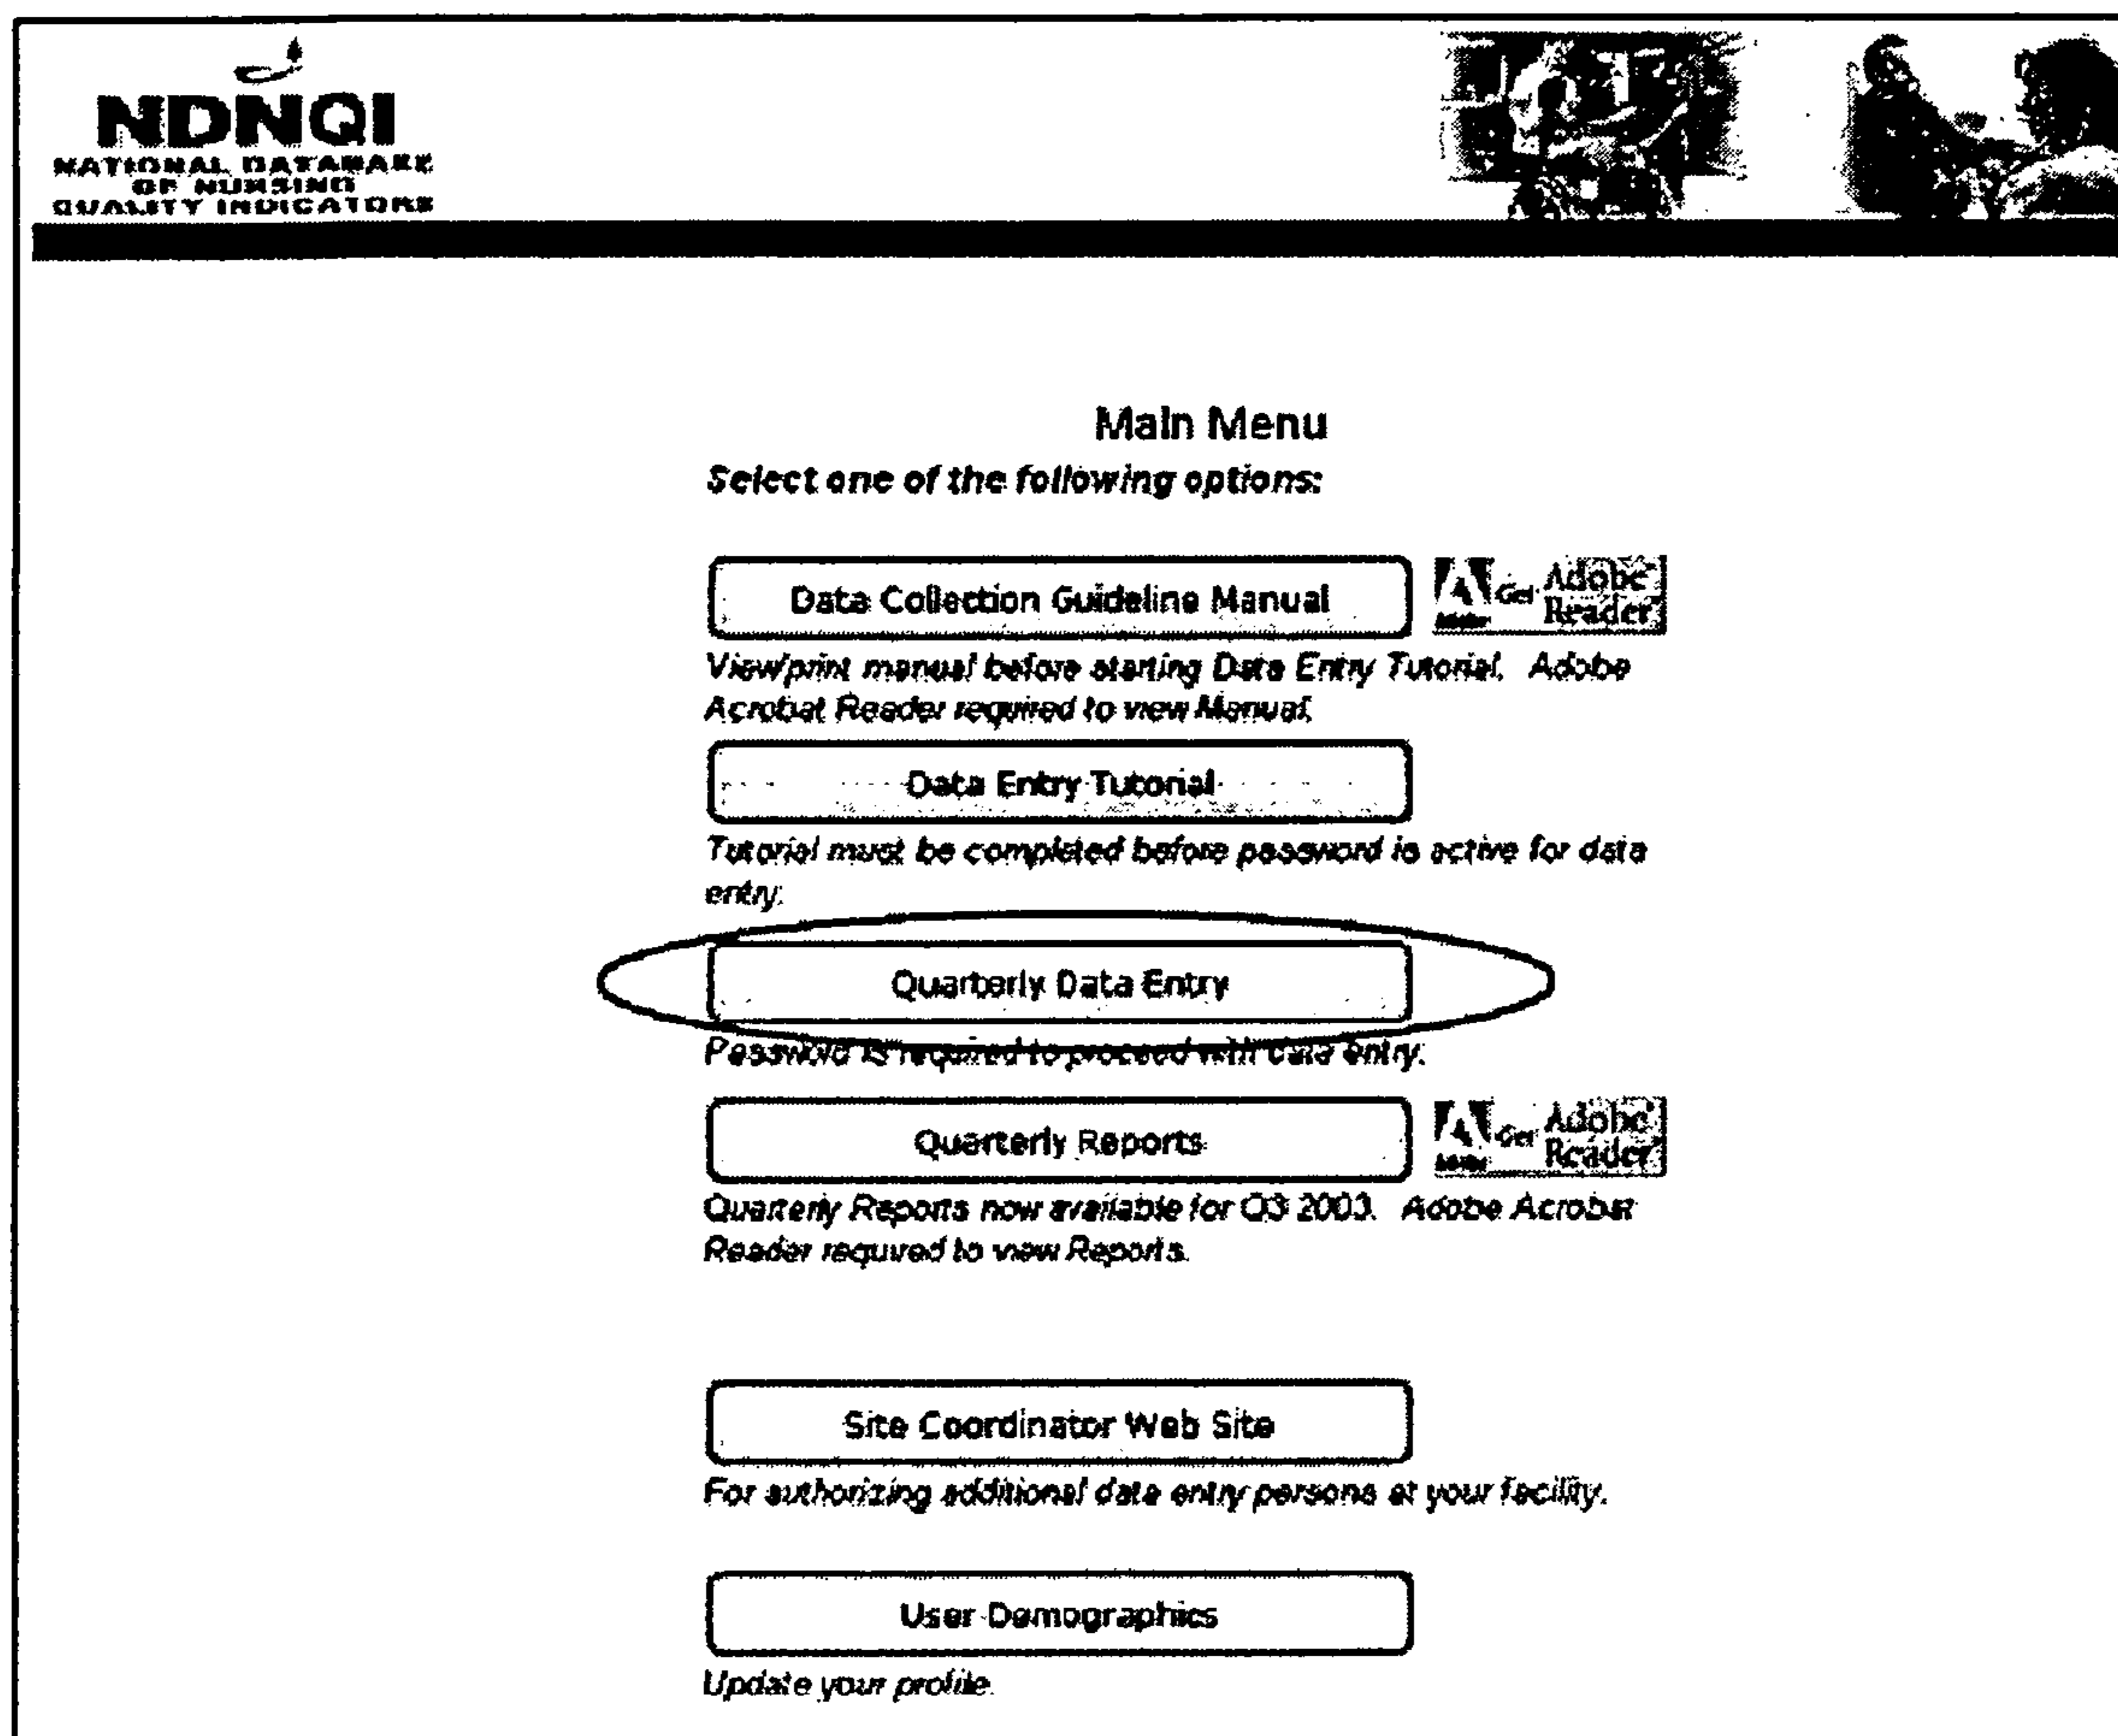 NDNQI
NATIONAL DATABASE
OF NURSING
QUALITY INDICATORS
Main Menu
Select one of the following options:
Data Collection Guideline Manual
Get Adobe
Reader
Adobe
View/print manual before starting Data Entry Tutorial. Adobe
Acrobat Reader required to view Manual.
Data Entry Tutorial
Tutorial must be completed before password is active for data
entry.
Quarterly Data Entry
Password is required to proceed with data entry.
Quarterly Reports
Get Adobe
Reader
Adobe
Quarterly Reports now available for Q3 2003. Adobe Acrobat
Reader required to view Reports.
Site Coordinator Web Site
For authorizing additional data entry persons at your facility.
User Demographics
Update your profile.